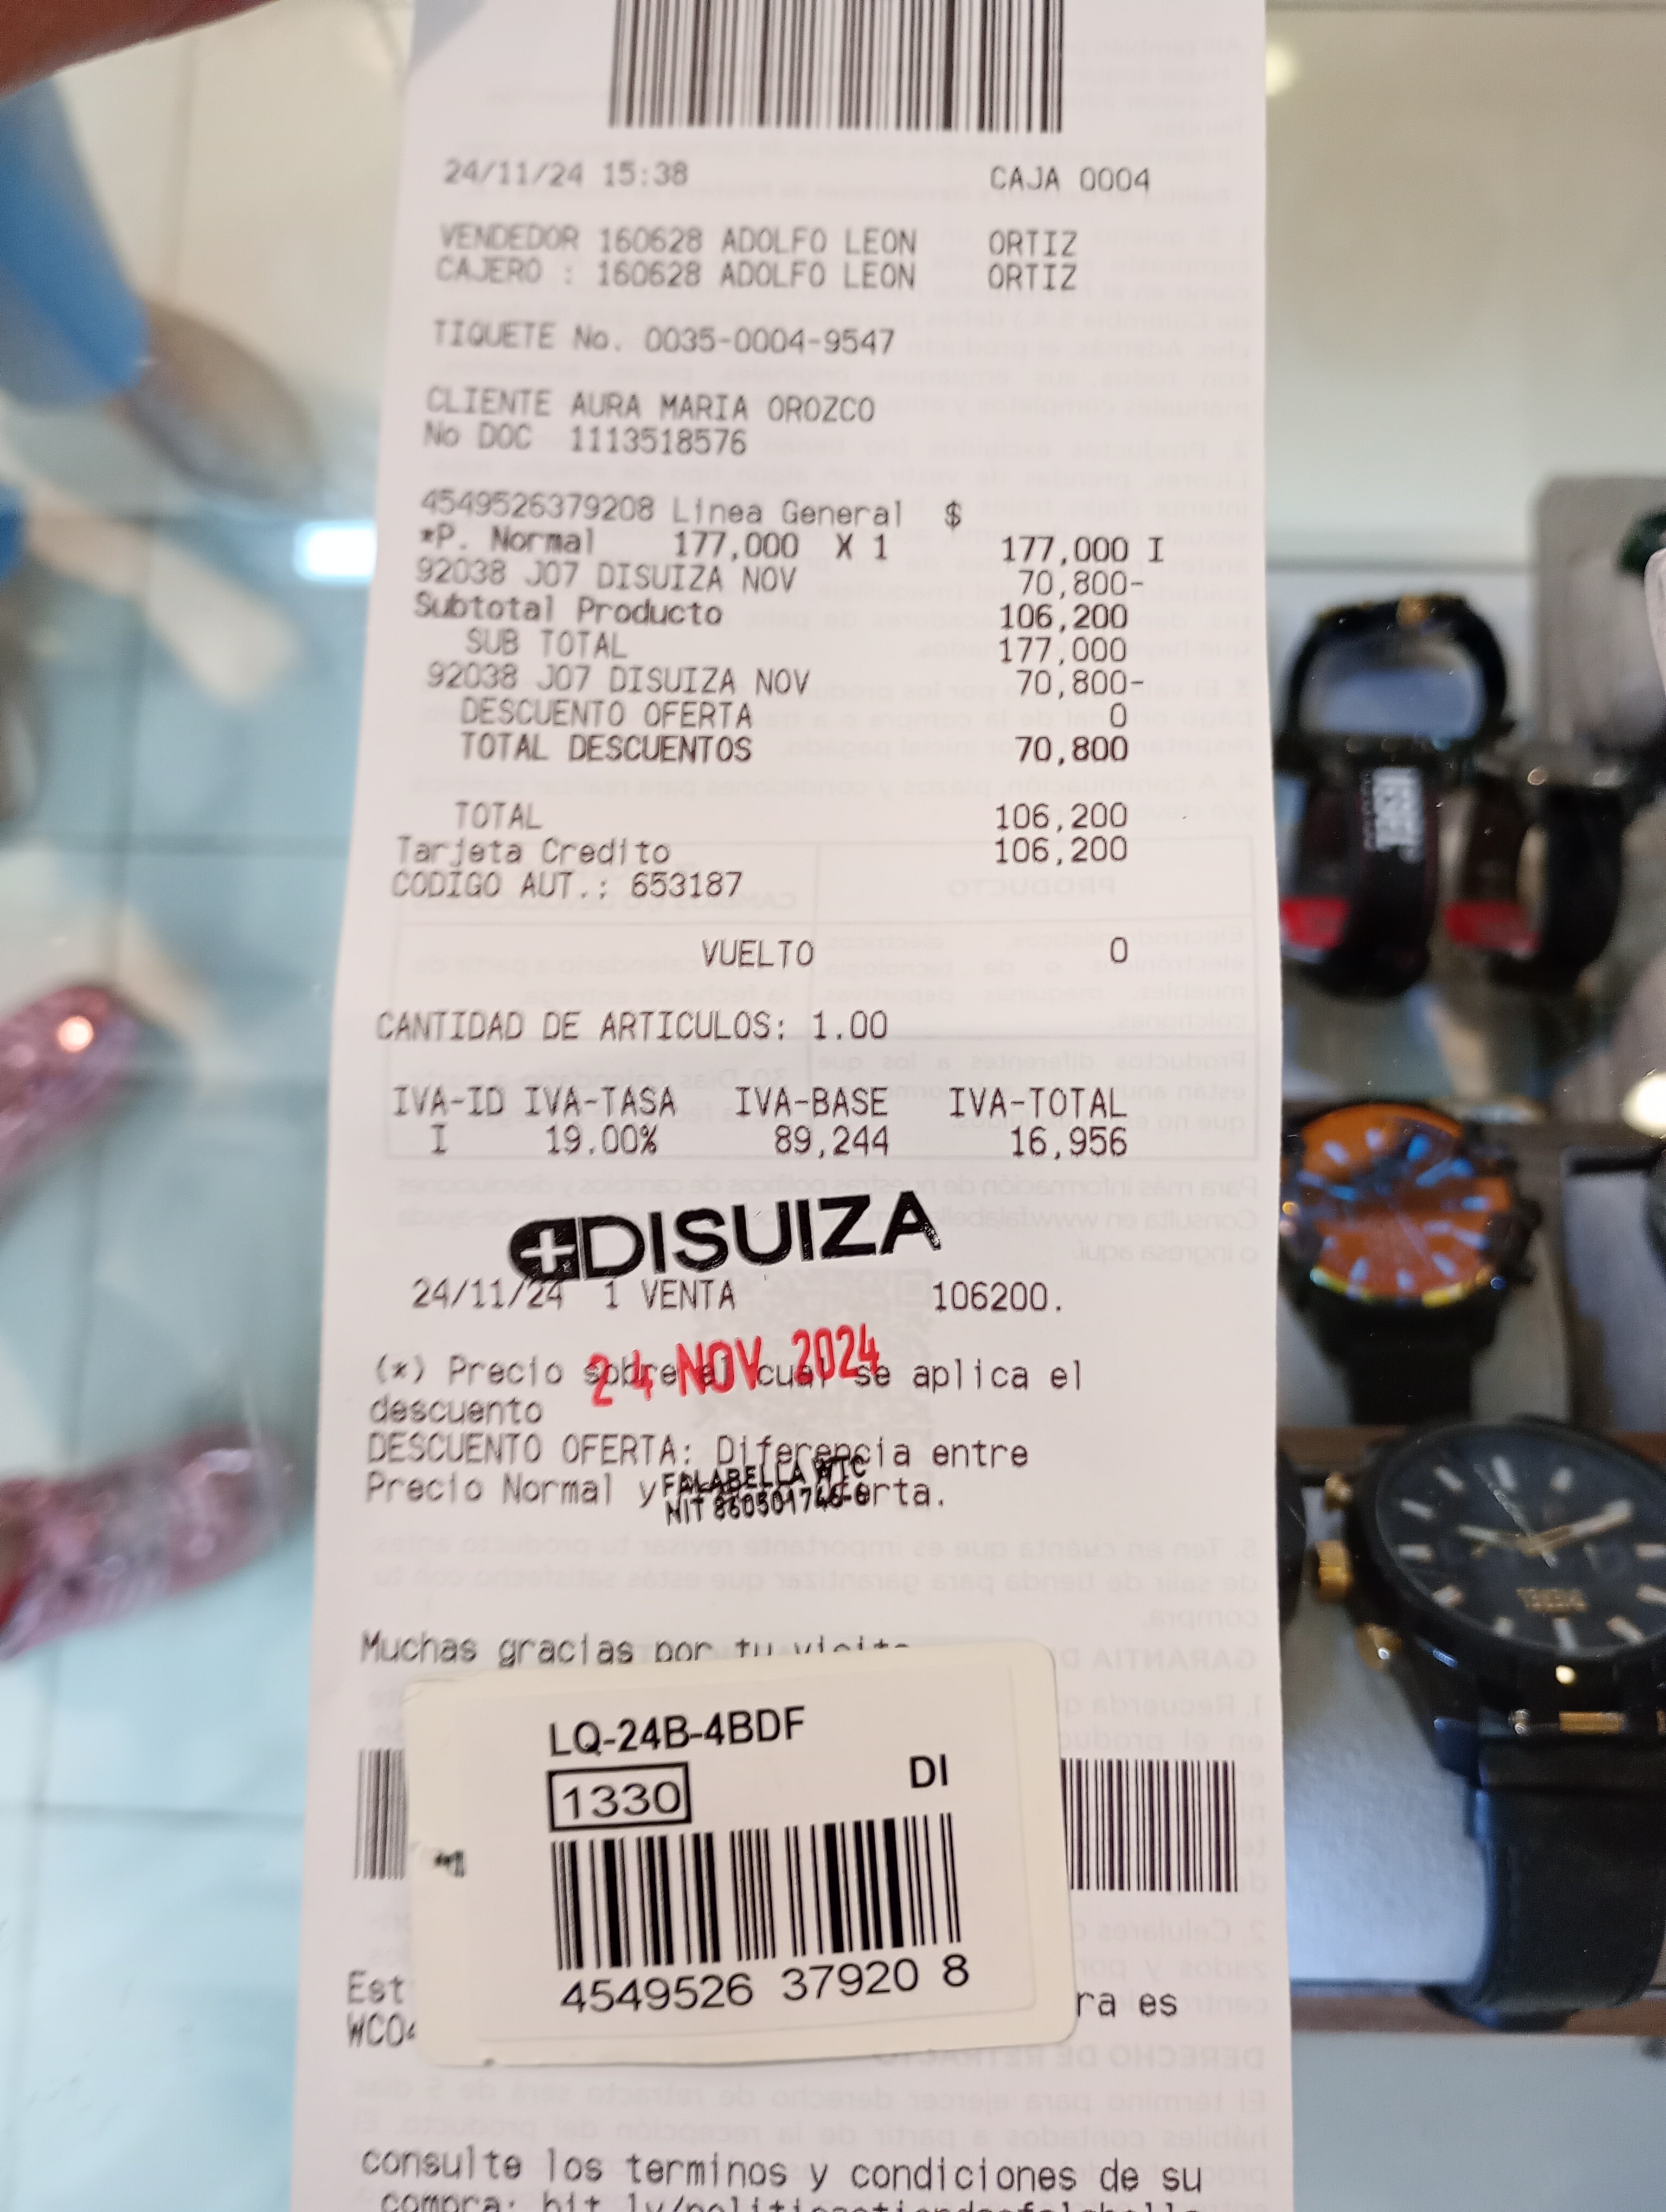 24/11/24 15:38 CAJA 0004
VENDEDOR 160628 ADOLFO LEON ORTIZ
CAJERO : 160628 ADOLFO LEON ORTIZ
TIQUETE No. 0035-0004-9547
CLIENTE AURA MARIA OROZCO
No DOC 1113518576
4549526379208 Linea General $
*P. Normal 177,000 X 1 177,000 I
92038 J07 DISUIZA NOV 70,800-
Subtotal Producto 106,200
SUB TOTAL 177,000
92038 J07 DISUIZA NOV 70,800-
DESCUENTO OFERTA 0
TOTAL DESCUENTOS 70,800
TOTAL 106,200
Tarjeta Credito 106,200
CODIGO AUT.: 653187
VUELTO 0
CANTIDAD DE ARTICULOS: 1.00
IVA-ID IVA-TASA IVA-BASE IVA-TOTAL
I 19.00% 89,244 16,956
DISUIZA
24/11/24 1 VENTA 106200.
24 NOV 2024
(*) Precio sobre el cual se aplica el
descuento
DESCUENTO OFERTA: Diferencia entre
Precio Normal y
FALABELLA WTC
NIT
Muchas gracias por tu visita
LQ-24B-4BDF
1330 DI
4549526 37920 8
ra es
consulte los terminos y condiciones de su